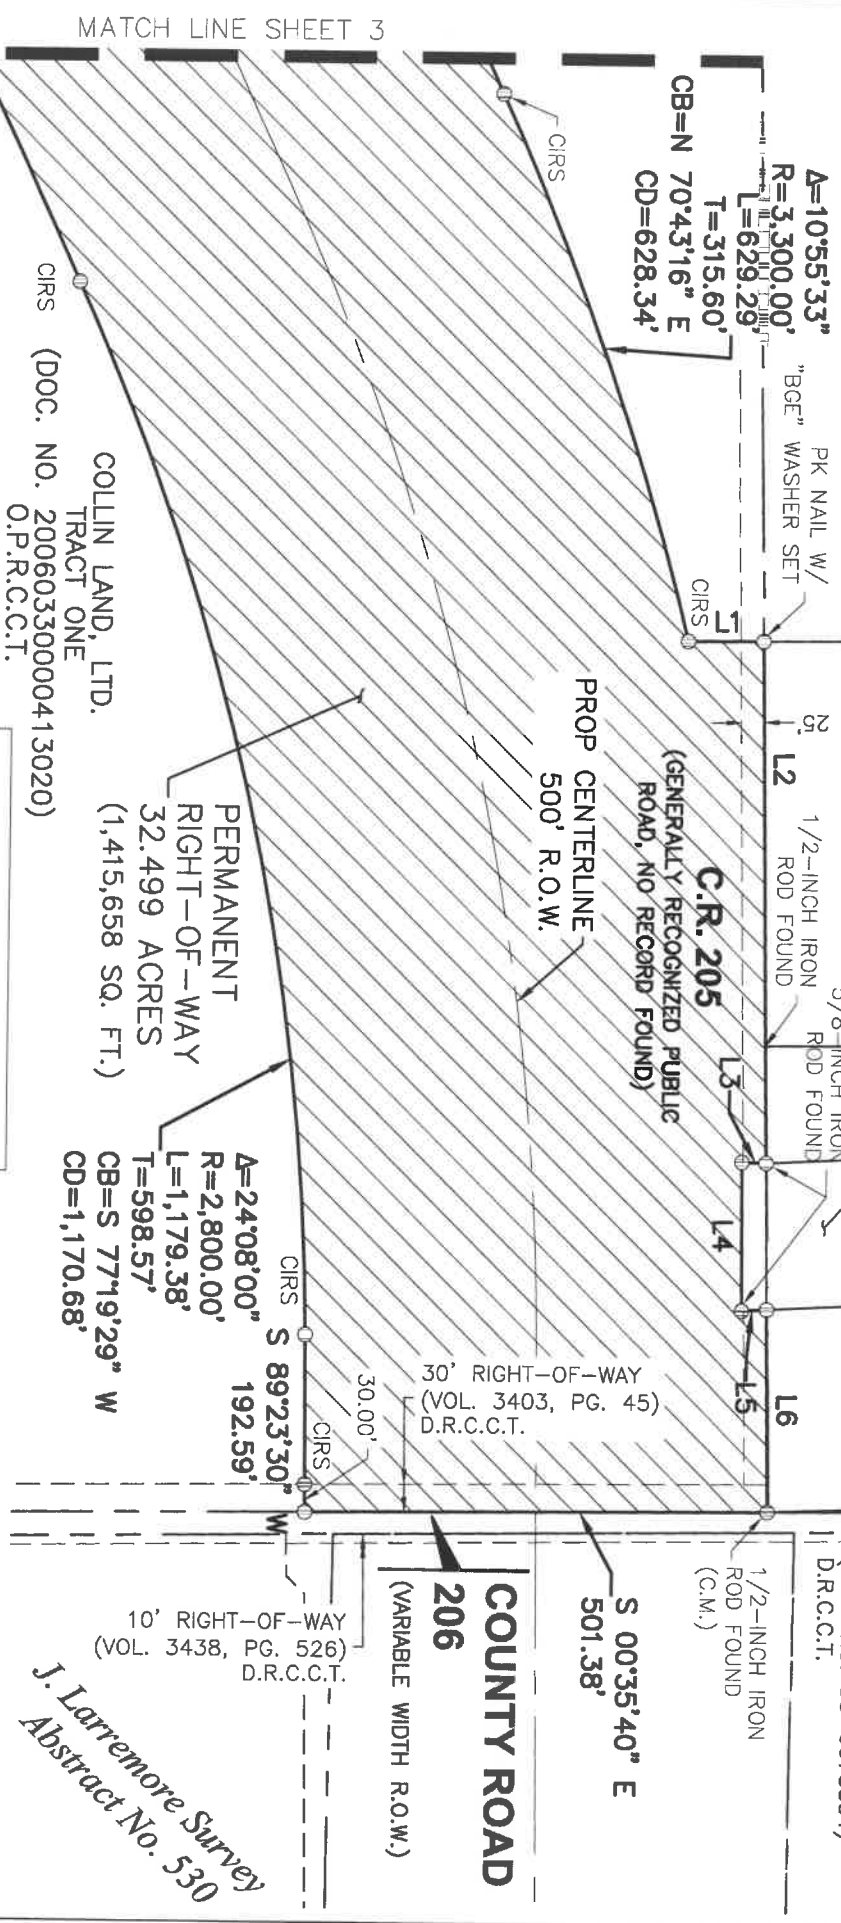 MATCH LINE SHEET 3
Δ=10°55'33"
R=3,300.00'
L=629.29'
T=315.60'
CB=N 70°43'16" E
CD=628.34'
CIRS
"BGE" WASHER SET
PK NAIL W/
CIRS
L1
25'
L2
1/2-INCH IRON
ROD FOUND
5/8-INCH IRON
ROD FOUND
C.R. 205
(GENERALLY RECOGNIZED PUBLIC
ROAD, NO RECORD FOUND)
L3
L4
L5
L6
PROP CENTERLINE
500' R.O.W.
CIRS
COLLIN LAND, LTD.
TRACT ONE
(DOC. NO. 20060330000413020)
O.P.R.C.C.T.
PERMANENT
RIGHT-OF-WAY
32.499 ACRES
(1,415,658 SQ. FT.)
Δ=24°08'00"
R=2,800.00'
L=1,179.38'
T=598.57'
CB=S 77°19'29" W
CD=1,170.68'
CIRS
S 89°23'30" W
192.59'
30.00'
CIRS
30' RIGHT-OF-WAY
(VOL. 3403, PG. 45)
D.R.C.C.T.
1/2-INCH IRON
ROD FOUND
(C.M.)
D.R.C.C.T.
S 00°35'40" E
501.38'
COUNTY ROAD
206
(VARIABLE WIDTH R.O.W.)
10' RIGHT-OF-WAY
(VOL. 3438, PG. 526)
D.R.C.C.T.
J. Larremore Survey
Abstract No. 530